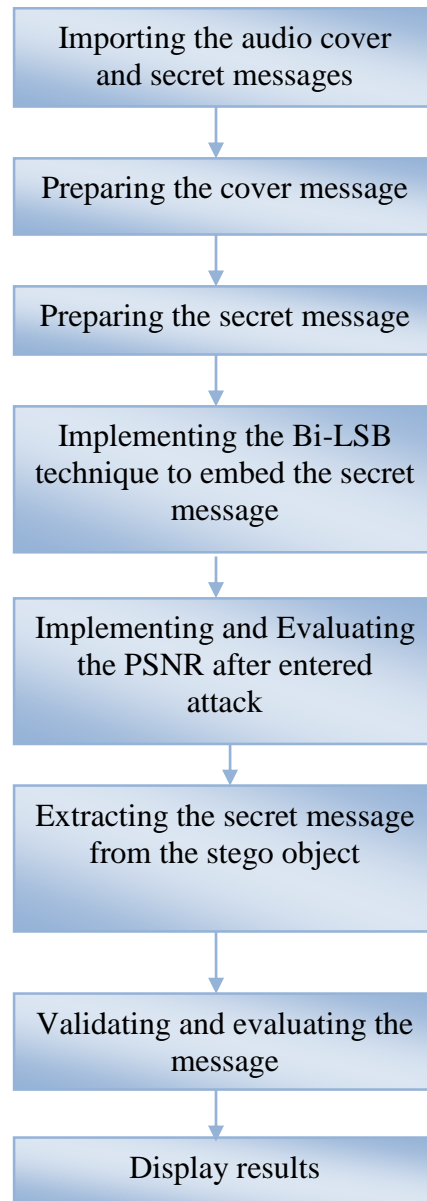 Importing the audio cover
and secret messages
Preparing the cover message
Preparing the secret message
Implementing the Bi-LSB
technique to embed the secret
message
Implementing and Evaluating
the PSNR after entered
attack
Extracting the secret message
from the stego object
Validating and evaluating the
message
Display results